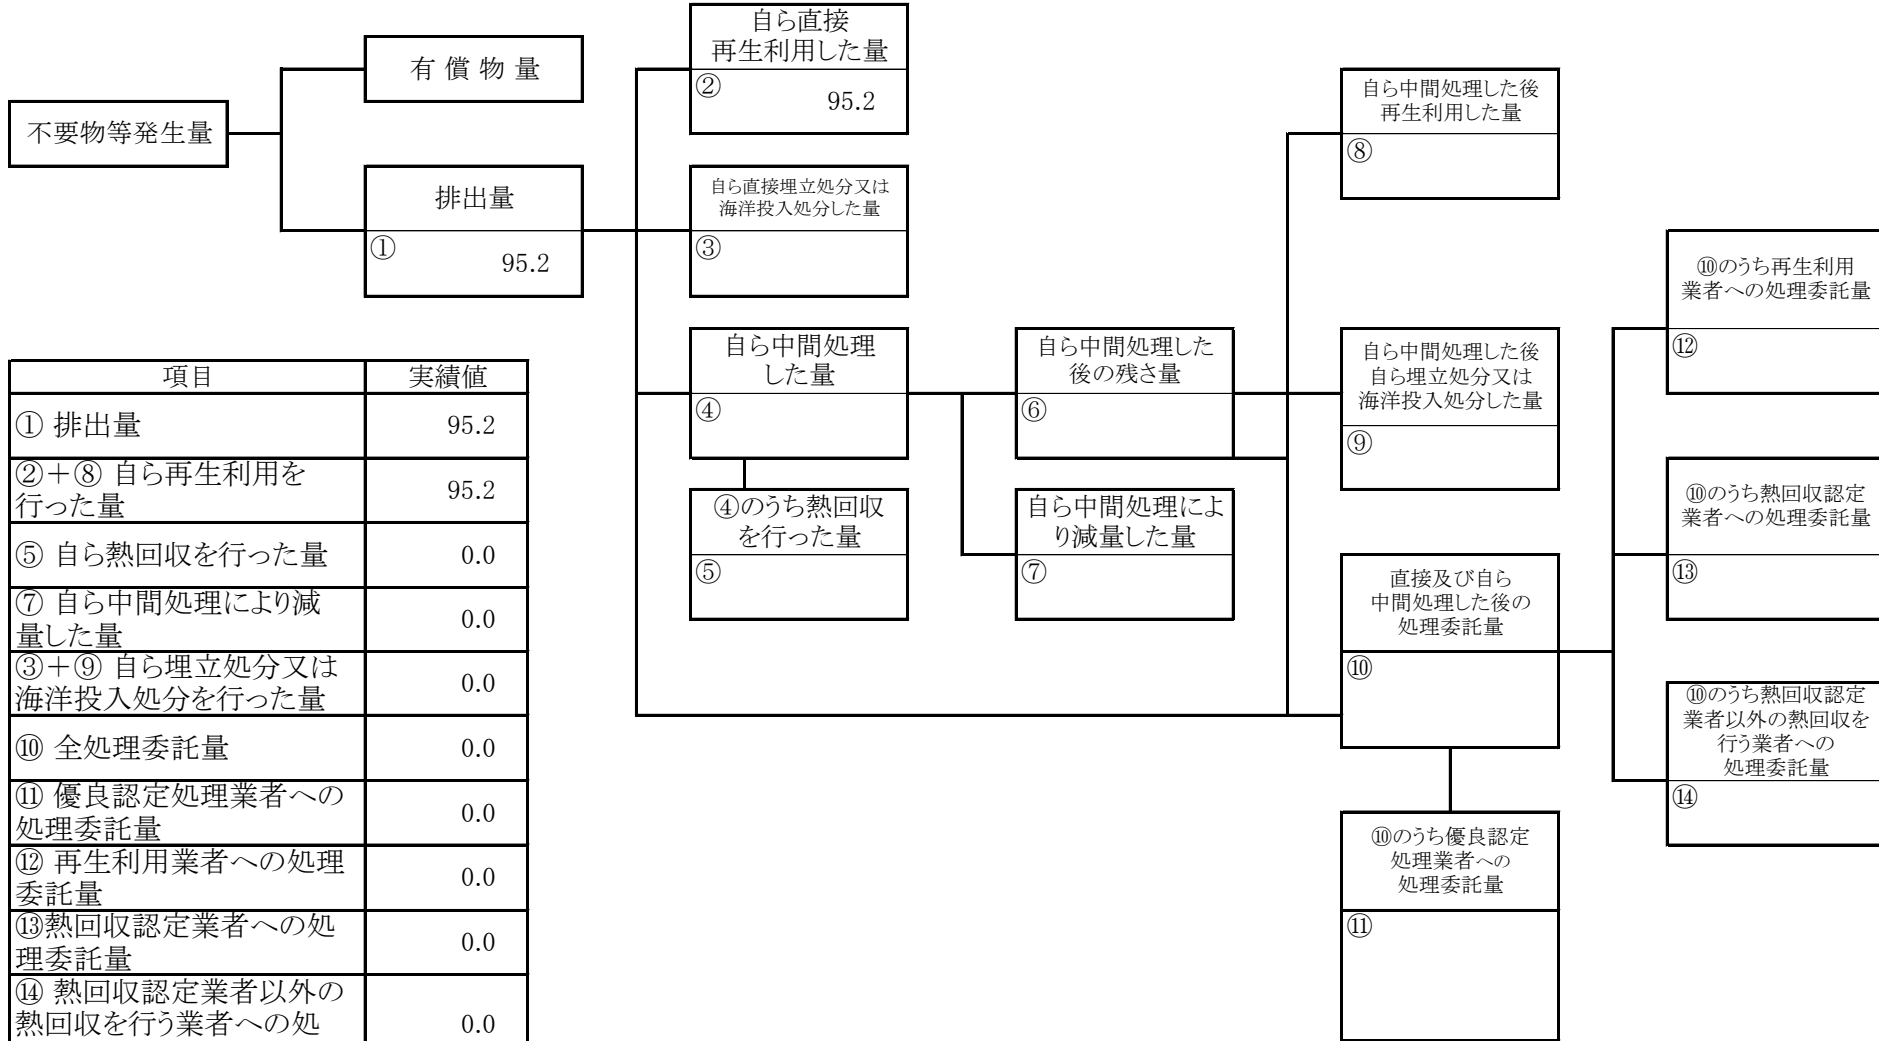 不要物等発生量
有 償 物 量
排出量
①
95.2
自ら直接
再生利用した量
②
95.2
自ら直接埋立処分又は
海洋投入処分した量
③
自ら中間処理
した量
④
④のうち熱回収
を行った量
⑤
自ら中間処理した
後の残さ量
⑥
自ら中間処理によ
り減量した量
⑦
自ら中間処理した後
再生利用した量
⑧
自ら中間処理した後
自ら埋立処分又は
海洋投入処分した量
⑨
直接及び自ら
中間処理した後の
処理委託量
⑩
⑩のうち優良認定
処理業者への
処理委託量
⑪
⑩のうち再生利用
業者への処理委託量
⑫
⑩のうち熱回収認定
業者への処理委託量
⑬
⑩のうち熱回収認定
業者以外の熱回収を
行う業者への
処理委託量
⑭
項目 実績値
① 排出量 95.2
②+⑧ 自ら再生利用を
行った量 95.2
⑤ 自ら熱回収を行った量 0.0
⑦ 自ら中間処理により減
量した量 0.0
③+⑨ 自ら埋立処分又は
海洋投入処分を行った量 0.0
⑩ 全処理委託量 0.0
⑪ 優良認定処理業者への
処理委託量 0.0
⑫ 再生利用業者への処理
委託量 0.0
⑬熱回収認定業者への処
理委託量 0.0
⑭ 熱回収認定業者以外の
熱回収を行う業者への処 0.0